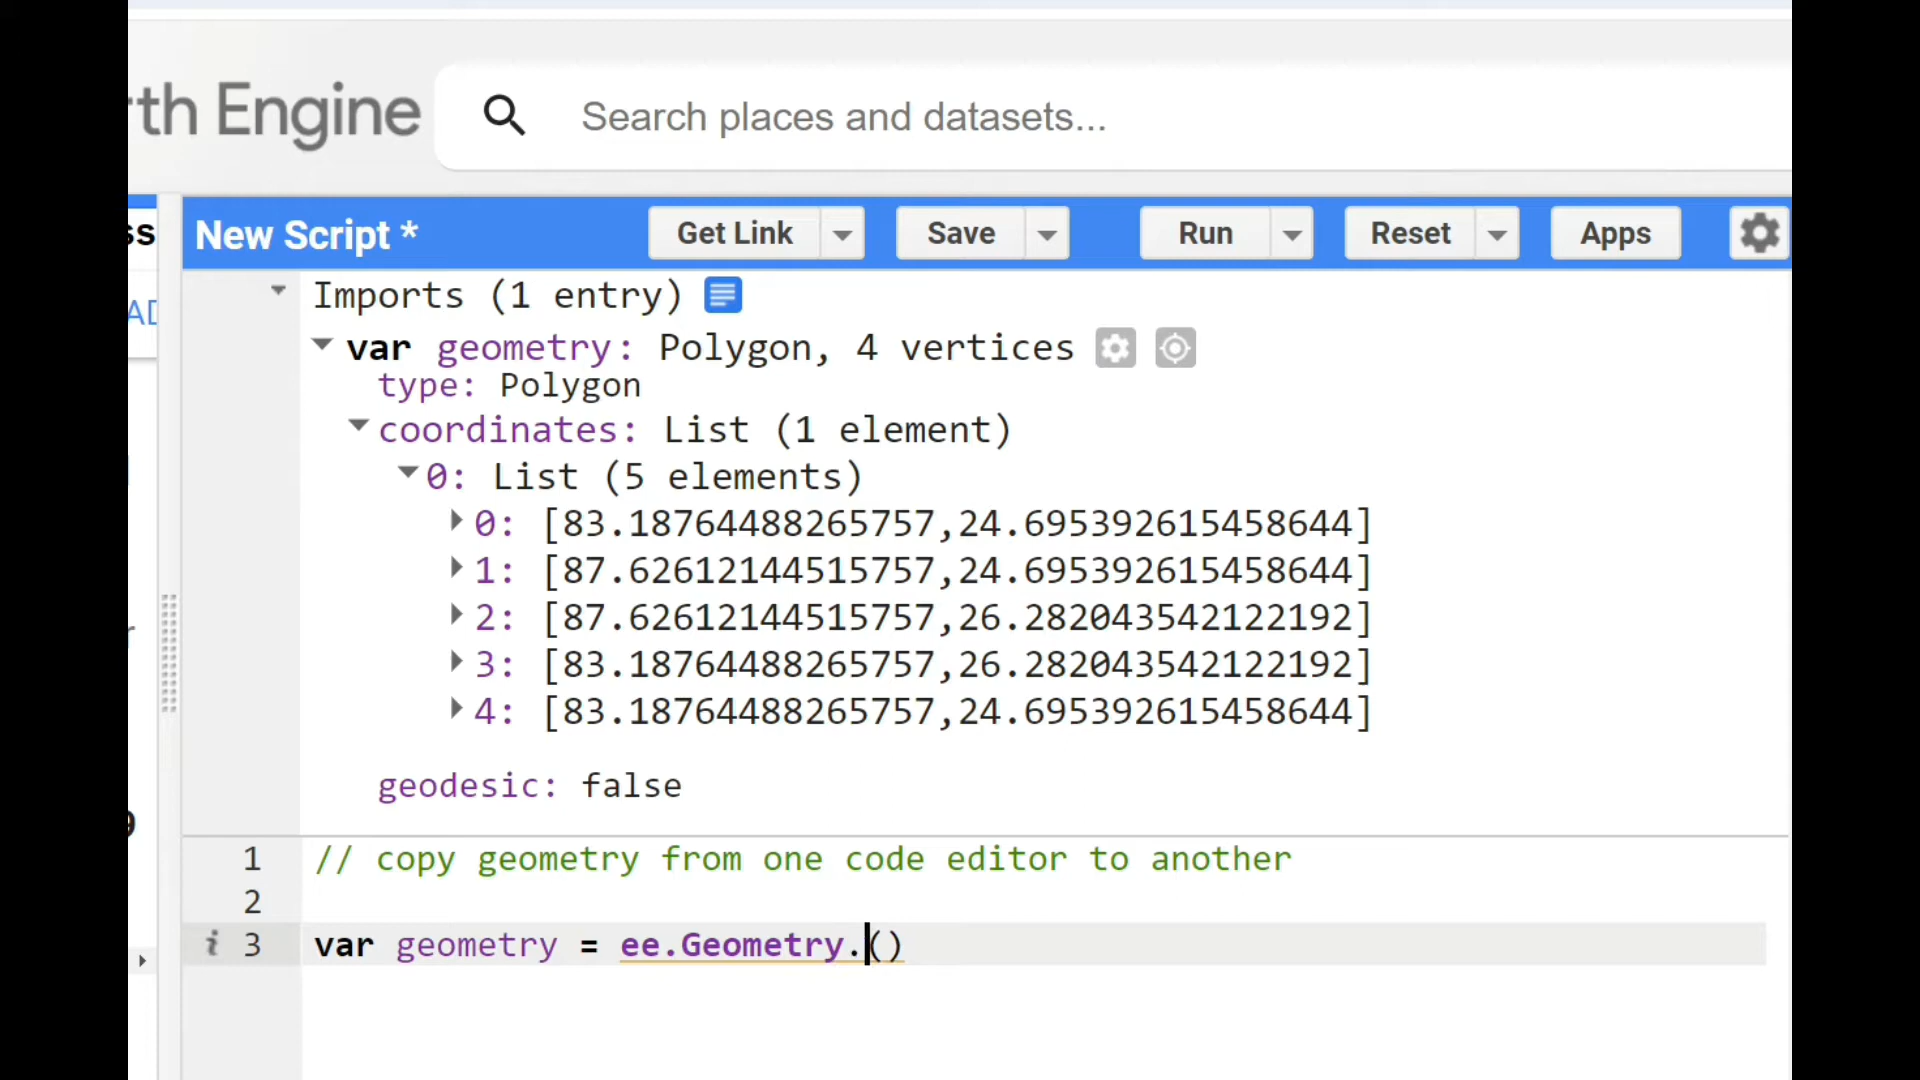 th Engine
Search places and datasets...
ss
New Script *
Get Link
Save
Run
Reset
Apps
AD
Imports (1 entry)
var geometry: Polygon, 4 vertices
type: Polygon
coordinates: List (1 element)
0: List (5 elements)
0: [83.18764488265757,24.695392615458644]
1: [87.62612144515757,24.695392615458644]
2: [87.62612144515757,26.282043542122192]
3: [83.18764488265757,26.282043542122192]
4: [83.18764488265757,24.695392615458644]
geodesic: false
1 // copy geometry from one code editor to another
2
i 3 var geometry = ee.Geometry.()